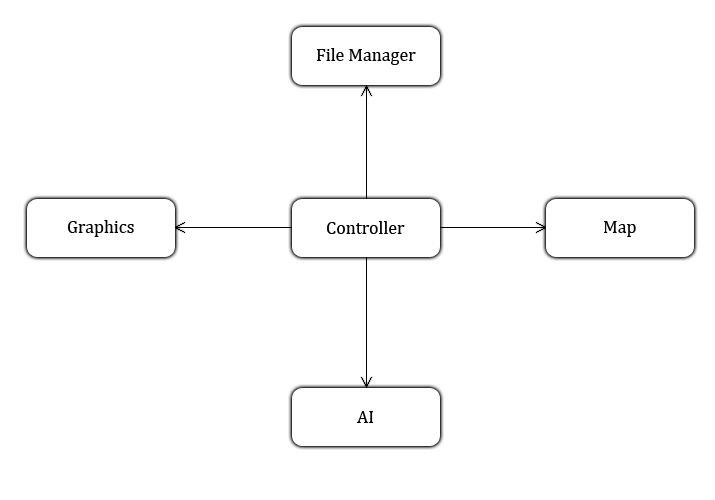 File Manager
Graphics
Controller
Map
AI